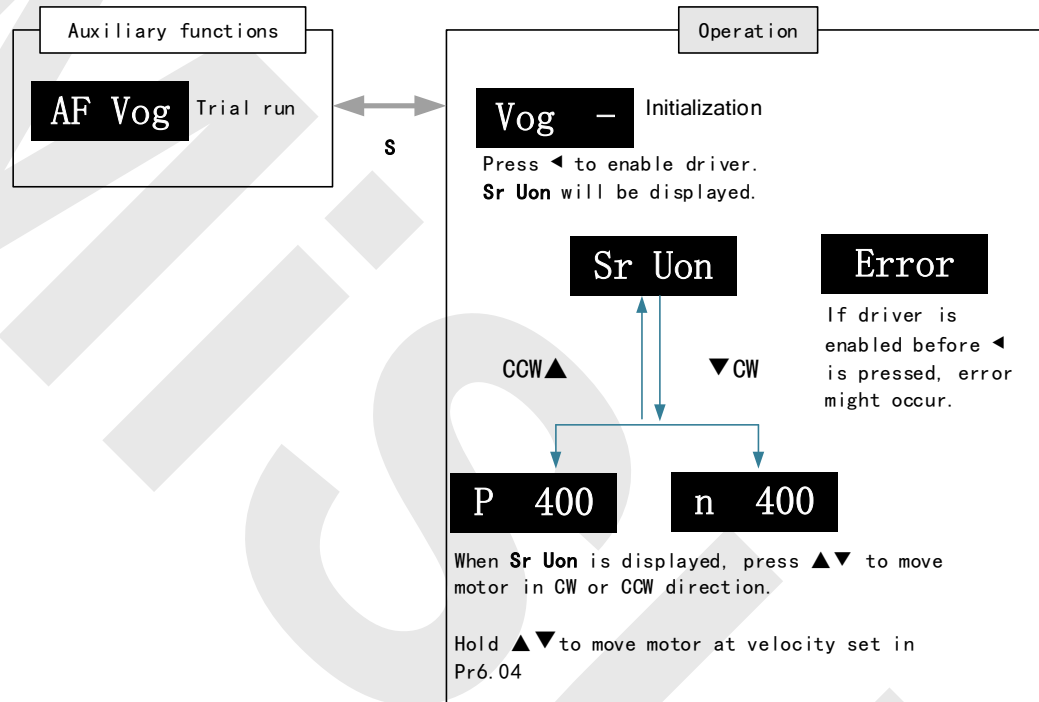 Auxiliary functions
AF Vog Trial run
S
Operation
Vog - Initialization
Press ◀ to enable driver.
Sr Uon will be displayed.
Sr Uon
Error
If driver is
enabled before ◀
is pressed, error
might occur.
CCW▲
▼CW
P 400
n 400
When Sr Uon is displayed, press ▲▼ to move
motor in CW or CCW direction.
Hold ▲▼to move motor at velocity set in
Pr6.04